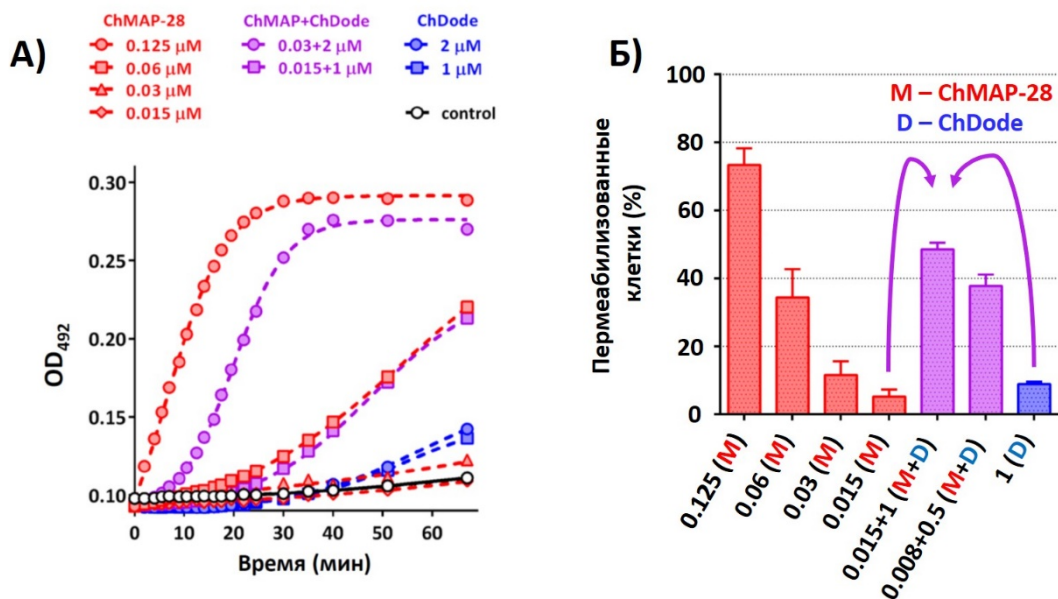 А)
ChMAP-28
0.125 μM
0.06 μM
0.03 μM
0.015 μM
ChMAP+ChDode
0.03+2 μM
0.015+1 μM
ChDode
2 μM
1 μM
control
OD492
0.30
0.25
0.20
0.15
0.10
0 10 20 30 40 50 60
Время (мин)
Б)
M – ChMAP-28
D – ChDode
Пермеабилизованные
клетки (%)
100
80
60
40
20
0
0.125 (M)
0.06 (M)
0.03 (M)
0.015 (M)
0.015+1 (M+D)
0.008+0.5 (M+D)
1 (D)